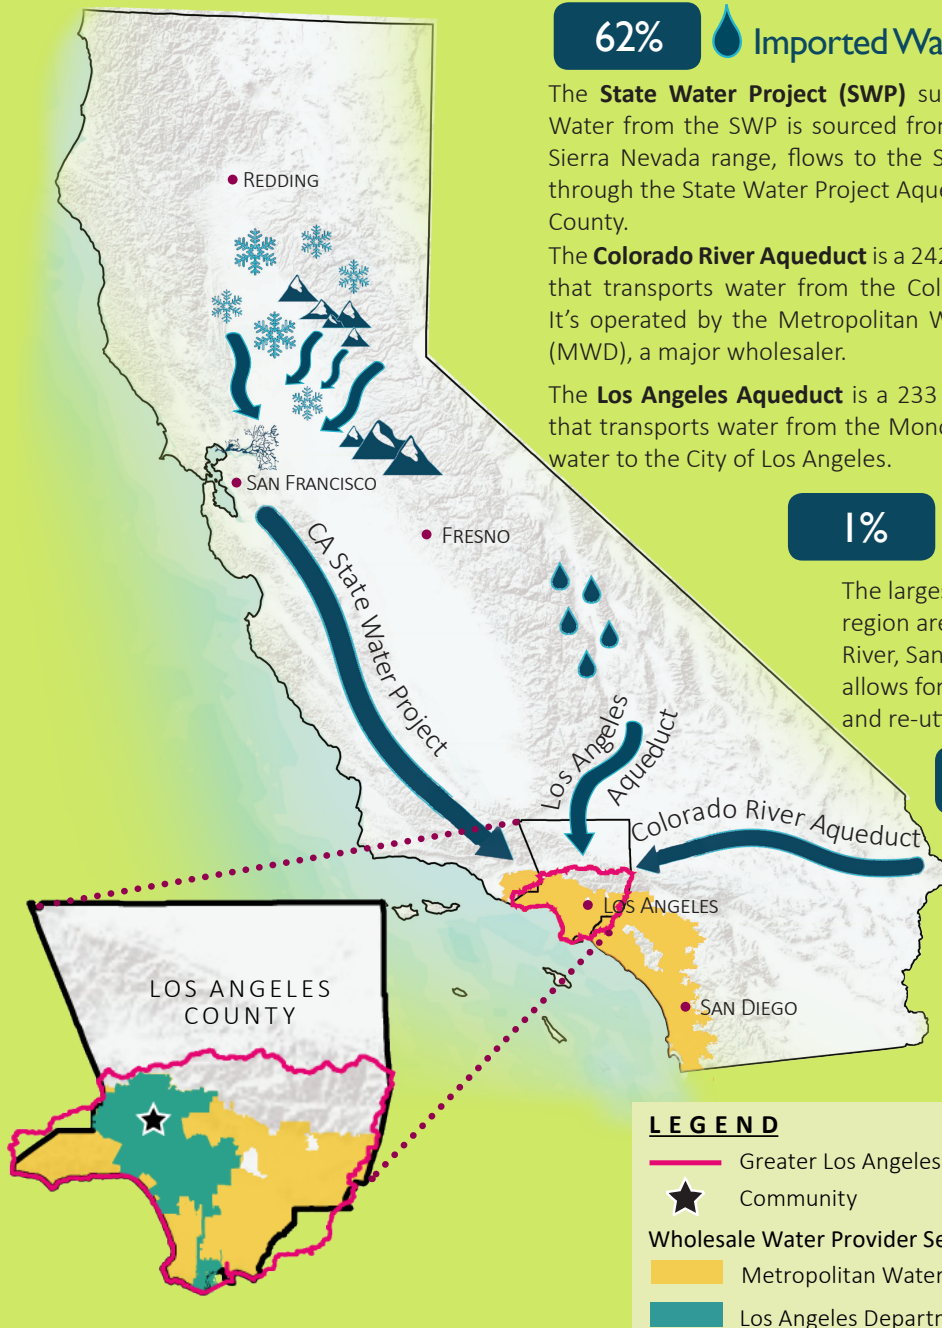 62%
Imported Wa
The State Water Project (SWP) su
Water from the SWP is sourced from
Sierra Nevada range, flows to the S
through the State Water Project Aque
County.
The Colorado River Aqueduct is a 242
that transports water from the Col
It’s operated by the Metropolitan W
(MWD), a major wholesaler.
The Los Angeles Aqueduct is a 233
that transports water from the Mono
water to the City of Los Angeles.
1%
The larges
region are
River, San
allows for
and re-ut
REDDING
SAN FRANCISCO
FRESNO
CA State Water Project
Los Angeles
Aqueduct
Colorado River Aqueduct
LOS ANGELES
SAN DIEGO
LOS ANGELES
COUNTY
LEGEND
Greater Los Angeles
Community
Wholesale Water Provider Se
Metropolitan Water
Los Angeles Departm